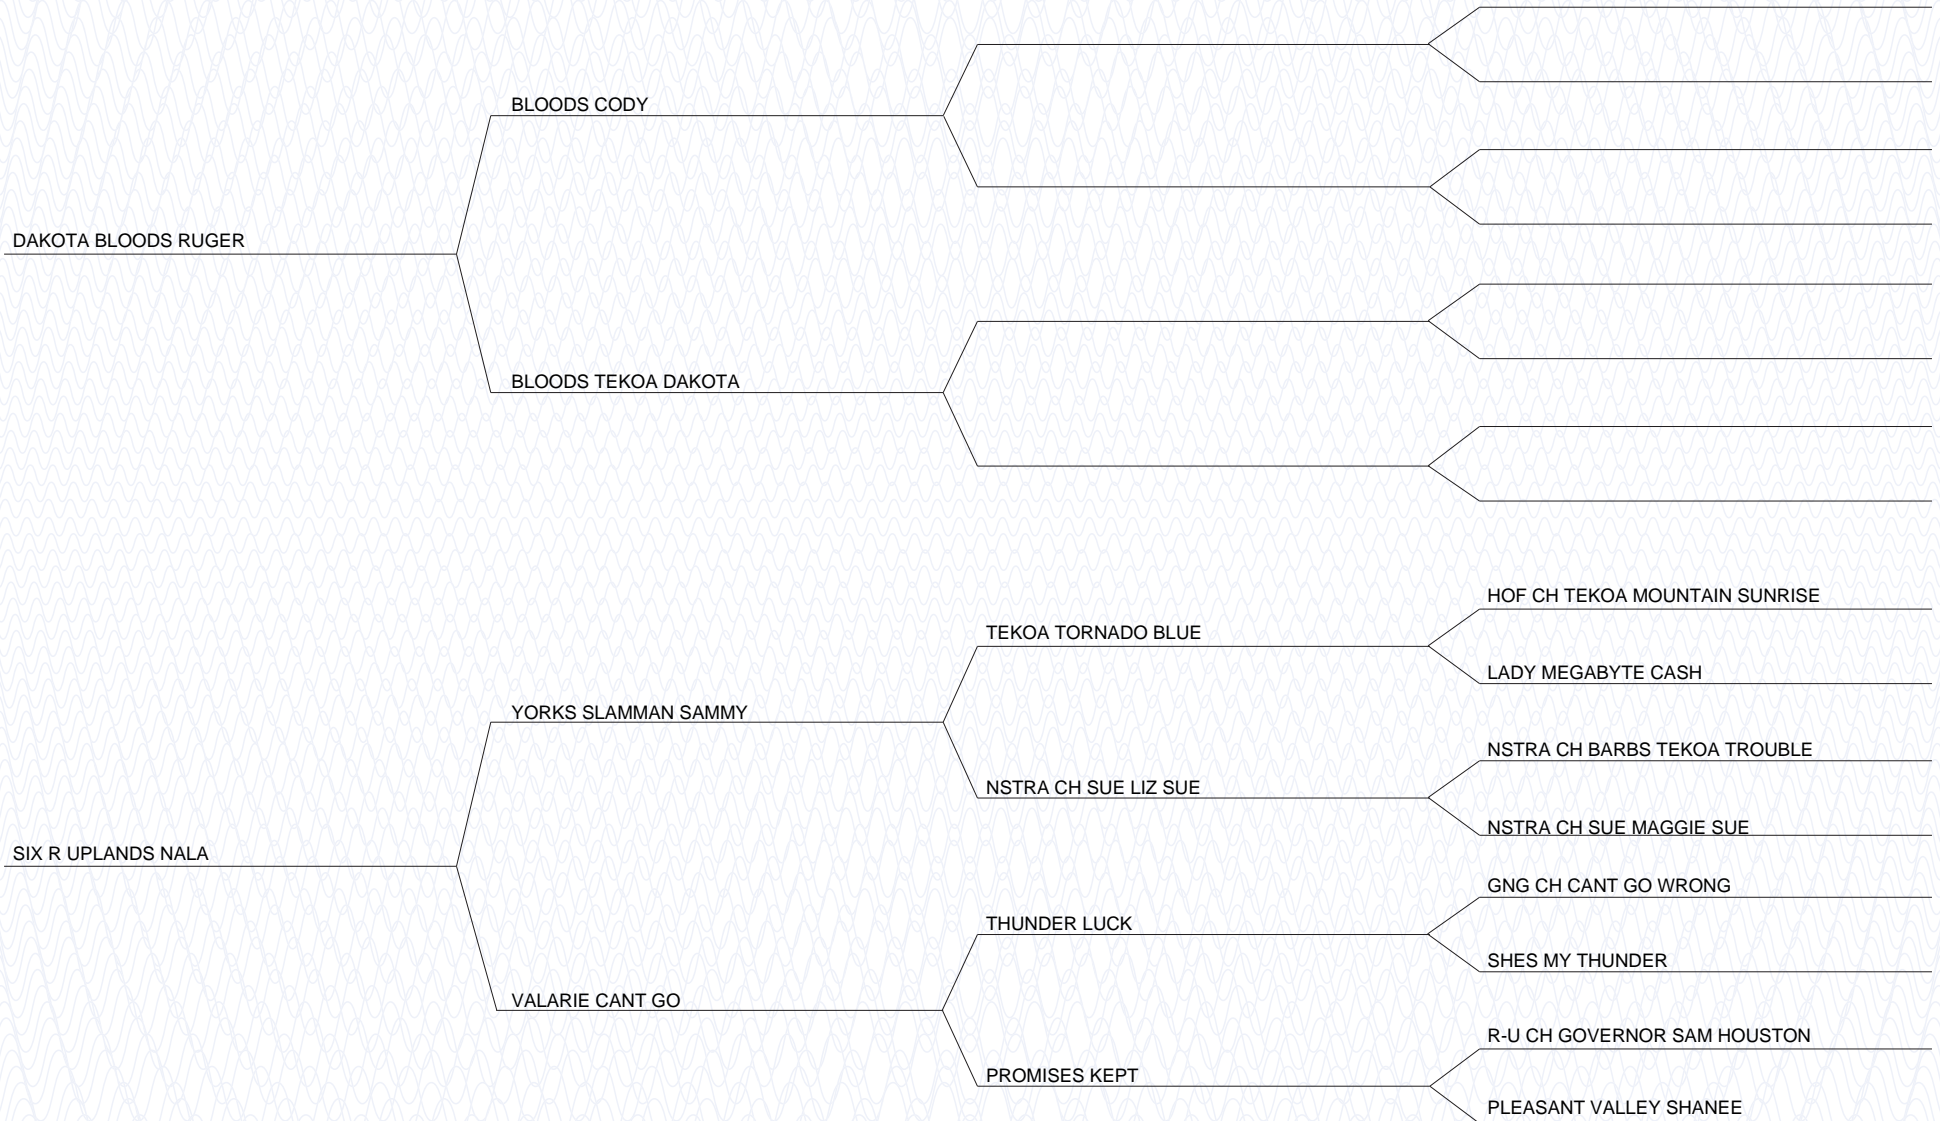 BLOODS CODY
DAKOTA BLOODS RUGER
BLOODS TEKOA DAKOTA
HOF CH TEKOA MOUNTAIN SUNRISE
TEKOA TORNADO BLUE
LADY MEGABYTE CASH
YORKS SLAMMAN SAMMY
NSTRA CH BARBS TEKOA TROUBLE
NSTRA CH SUE LIZ SUE
NSTRA CH SUE MAGGIE SUE
SIX R UPLANDS NALA
GNG CH CANT GO WRONG
THUNDER LUCK
SHES MY THUNDER
VALARIE CANT GO
R-U CH GOVERNOR SAM HOUSTON
PROMISES KEPT
PLEASANT VALLEY SHANEE